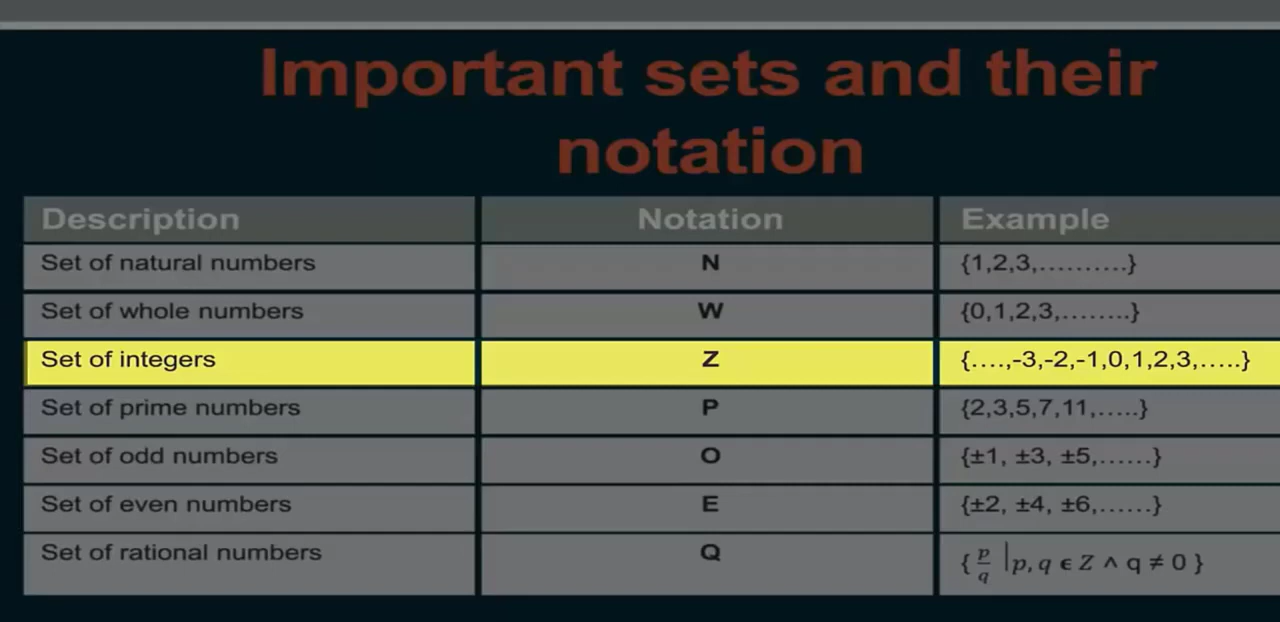 Important sets and their
notation
Description Notation Example
Set of natural numbers N {1,2,3,..........}
Set of whole numbers W {0,1,2,3,........}
Set of integers Z {....,-3,-2,-1,0,1,2,3,.....}
Set of prime numbers P {2,3,5,7,11,.....}
Set of odd numbers O {±1, ±3, ±5,......}
Set of even numbers E {±2, ±4, ±6,......}
Set of rational numbers Q { p/q | p, q ϵ Z ∧ q ≠ 0 }